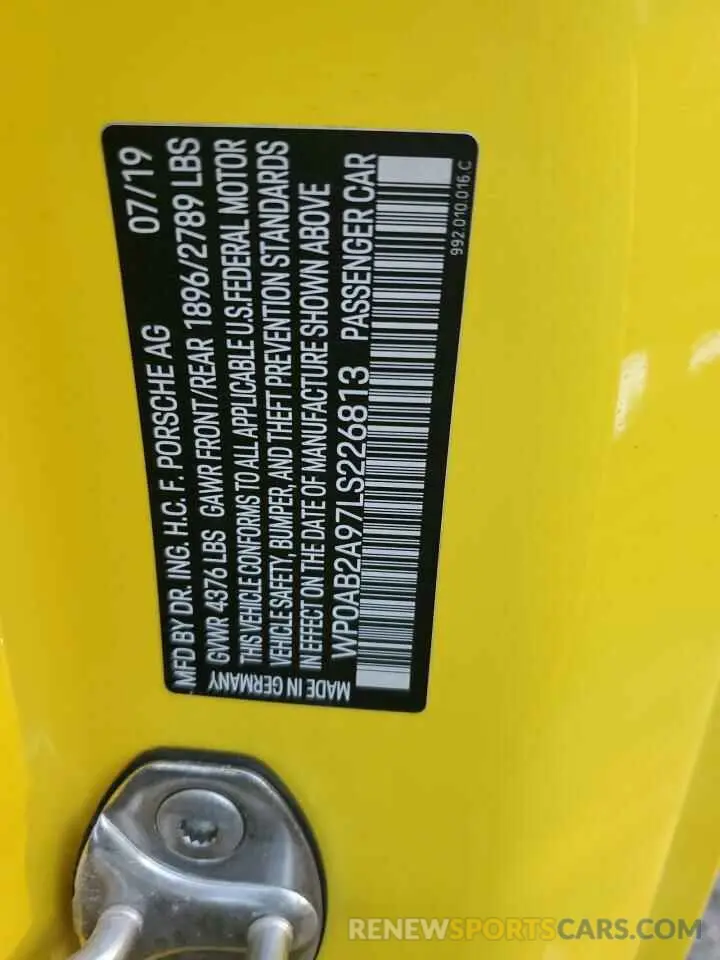 MFD BY DR. ING. H.C. F. PORSCHE AG 07/19
GVWR 4376 LBS GAWR FRONT/REAR 1896/2789 LBS
THIS VEHICLE CONFORMS TO ALL APPLICABLE U.S. FEDERAL MOTOR
VEHICLE SAFETY, BUMPER, AND THEFT PREVENTION STANDARDS
IN EFFECT ON THE DATE OF MANUFACTURE SHOWN ABOVE
WP0AB2A97LS226813 PASSENGER CAR
MADE IN GERMANY
992.010.016.C
RENEWSPORTSCARS.COM